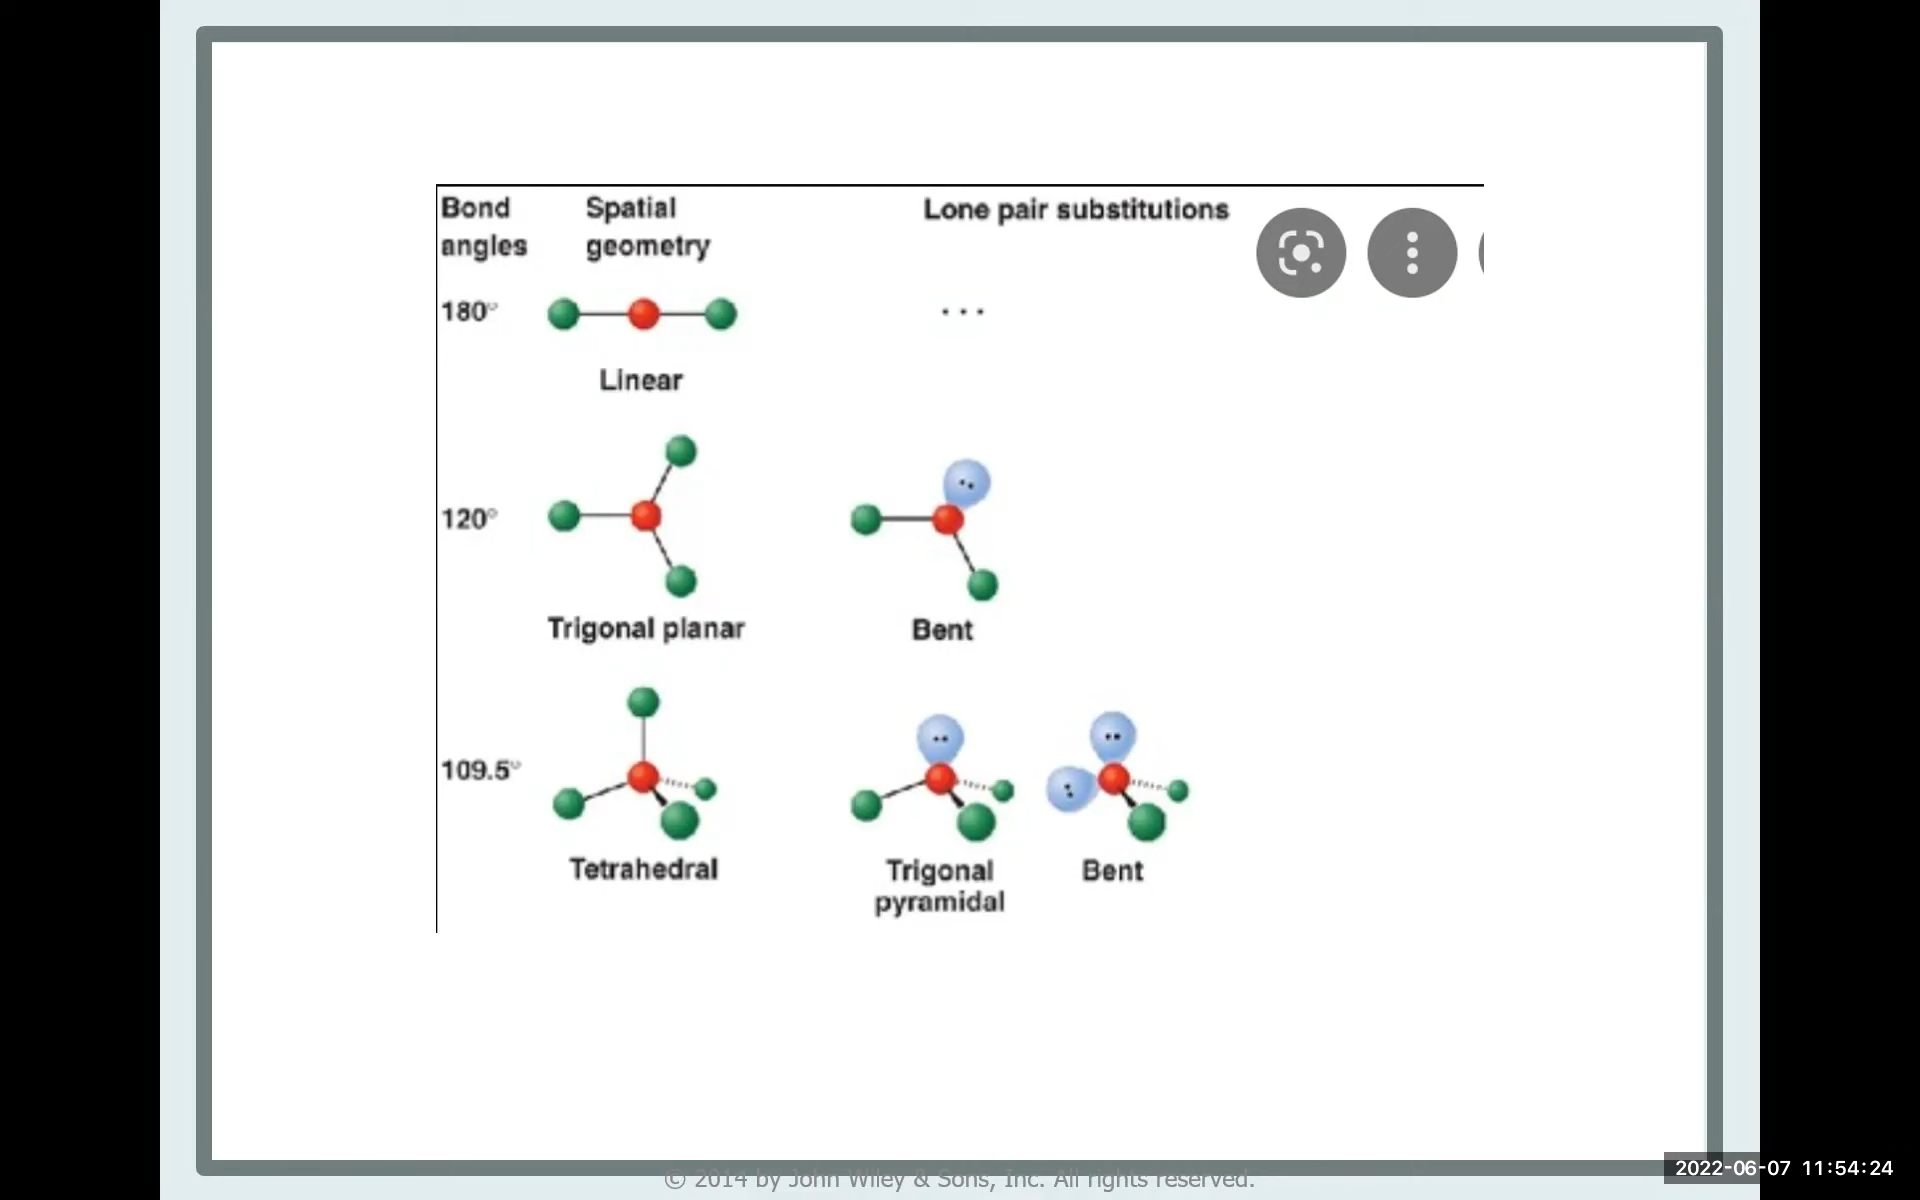 Bond angles
Spatial geometry
Lone pair substitutions
180°
. . .
Linear
120°
Trigonal planar
Bent
109.5°
Tetrahedral
Trigonal pyramidal
Bent
© 2014 by John Wiley & Sons, Inc. All rights reserved.
2022-06-07 11:54:24